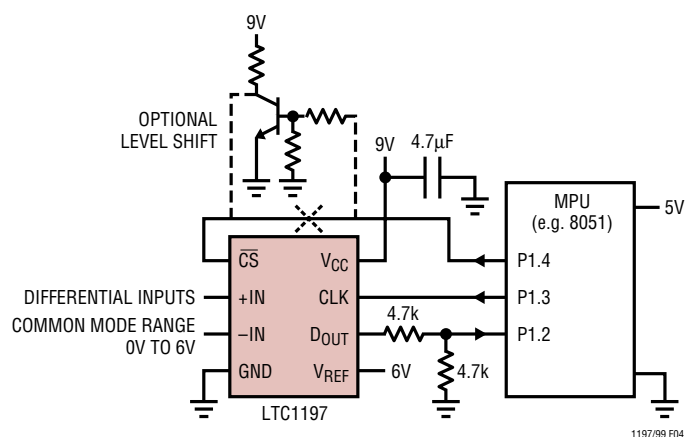 9V
OPTIONAL
LEVEL SHIFT
9V
4.7µF
MPU
(e.g. 8051)
5V
CS
VCC
P1.4
DIFFERENTIAL INPUTS
+IN
CLK
P1.3
COMMON MODE RANGE
0V TO 6V
–IN
DOUT
4.7k
P1.2
GND
VREF
6V
4.7k
LTC1197
1197/99 F04